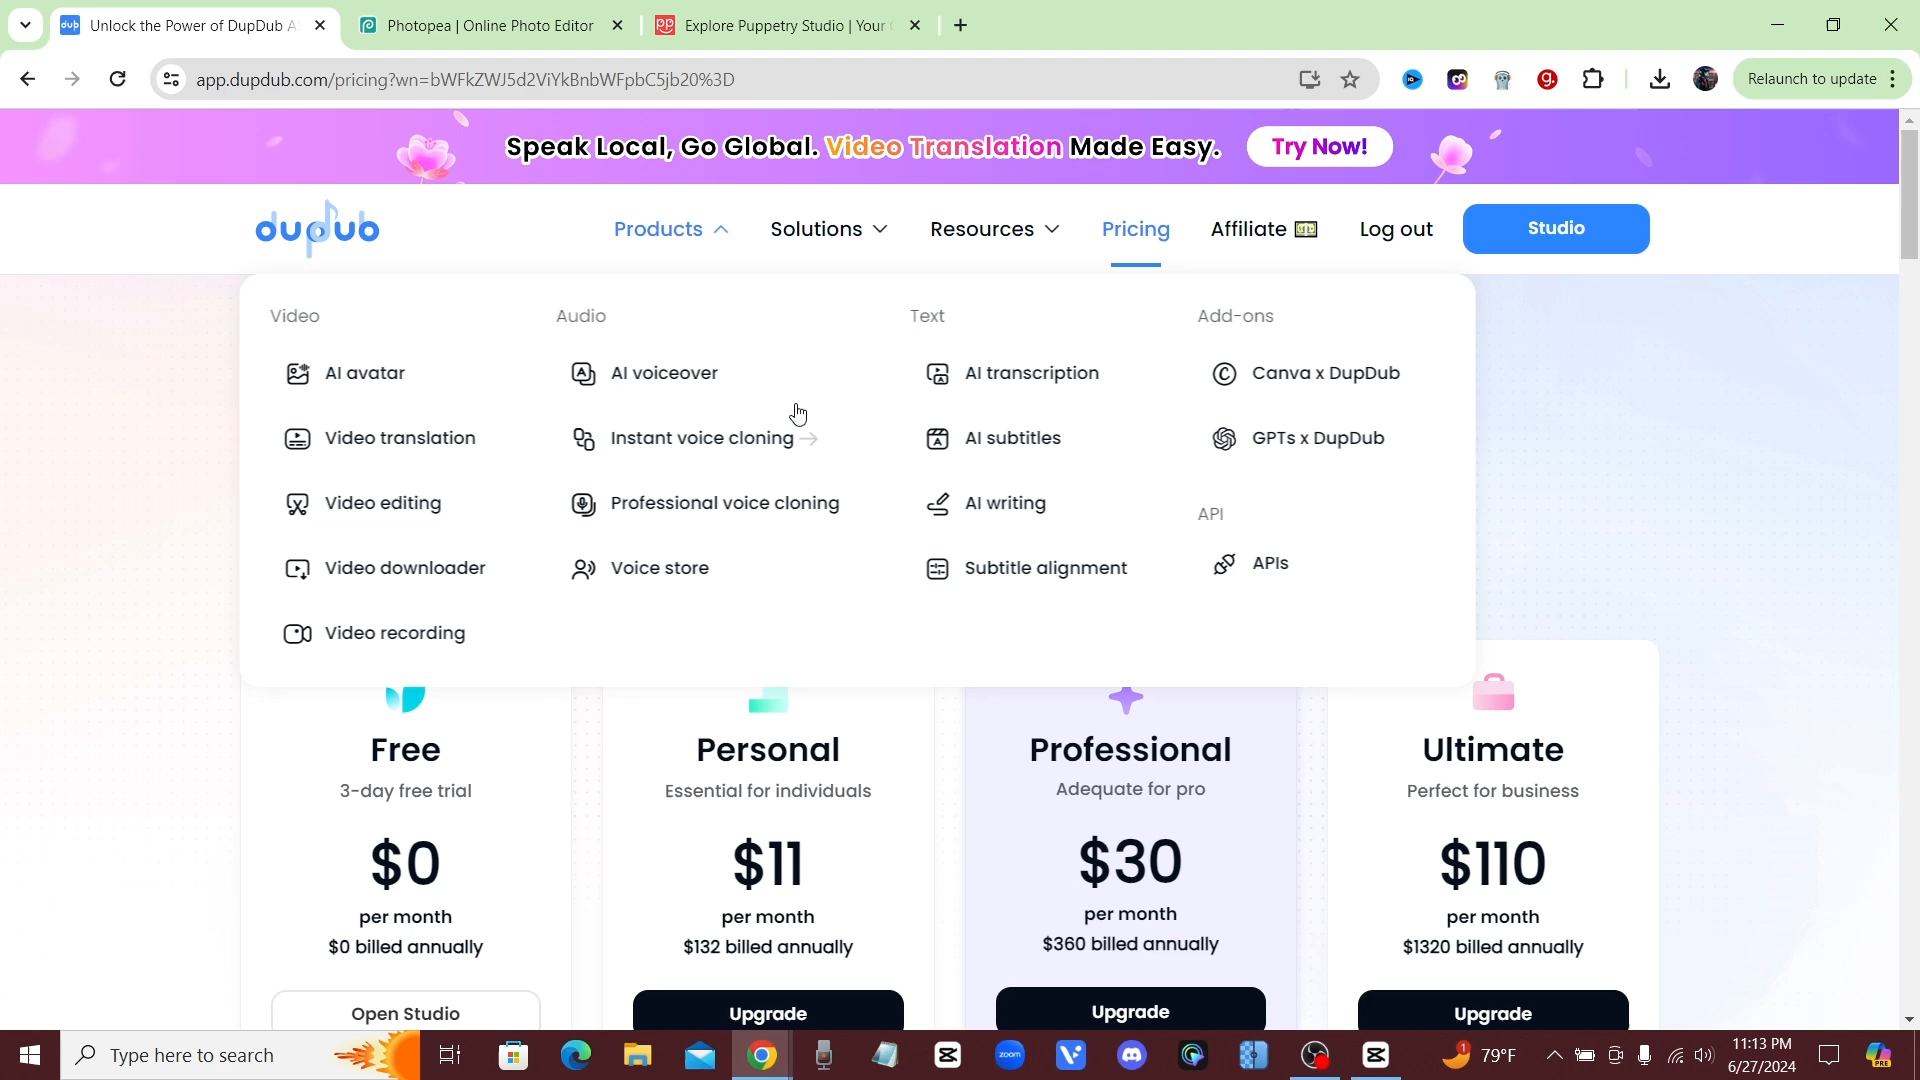 Unlock the Power of DupDub A
Photopea | Online Photo Editor
Explore Puppetry Studio | Your
app.dupdub.com/pricing?wn=bWFkZWJ5d2ViYkBnbWFpbC5jb20%3D
Relaunch to update
Speak Local, Go Global. Video Translation Made Easy.
Try Now!
dupdub
Products
Solutions
Resources
Pricing
Affiliate
Log out
Studio
Video
AI avatar
Video translation
Video editing
Video downloader
Video recording
Audio
AI voiceover
Instant voice cloning
Professional voice cloning
Voice store
Text
AI transcription
AI subtitles
AI writing
Subtitle alignment
Add-ons
Canva x DupDub
GPTs x DupDub
API
APIs
Free
3-day free trial
$0
per month
$0 billed annually
Open Studio
Personal
Essential for individuals
$11
per month
$132 billed annually
Upgrade
Professional
Adequate for pro
$30
per month
$360 billed annually
Upgrade
Ultimate
Perfect for business
$110
per month
$1320 billed annually
Upgrade
Type here to search
zoom
1
79°F
11:13 PM
6/27/2024
PRE